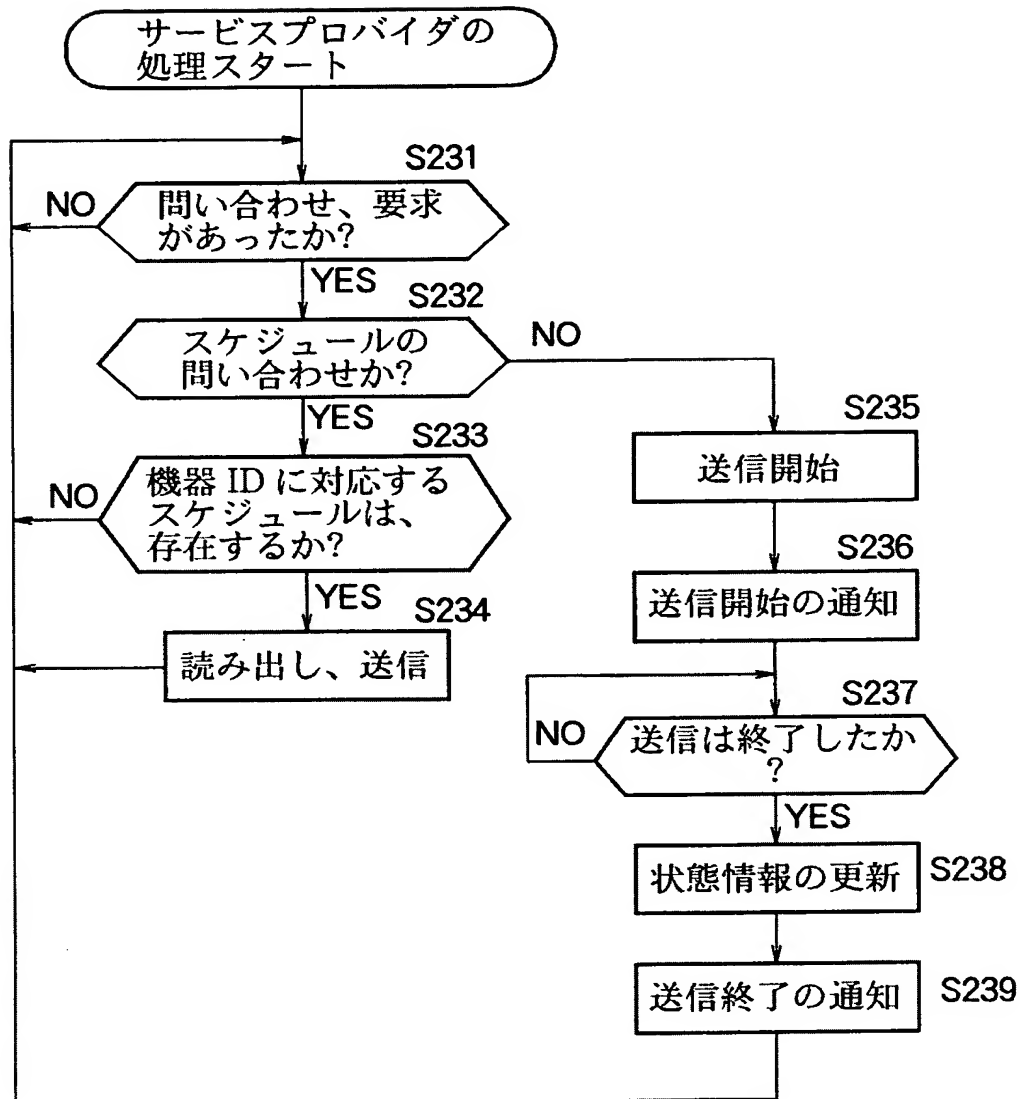 サービスプロバイダの
処理スタート
S231
問い合わせ、要求
があったか?
NO
YES
S232
スケジュールの
問い合わせか?
NO
YES
S233
機器 ID に対応する
スケジュールは、
存在するか?
NO
YES
S234
読み出し、送信
S235
送信開始
S236
送信開始の通知
S237
送信は終了したか
?
NO
YES
状態情報の更新 S238
送信終了の通知 S239